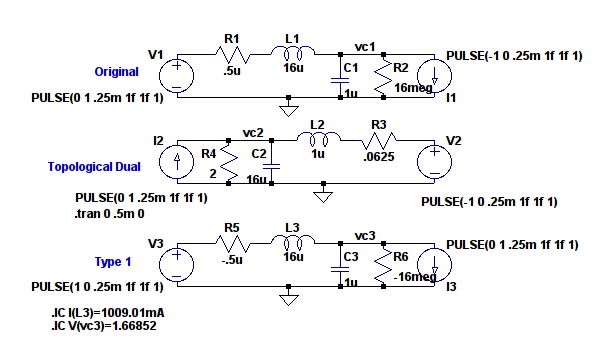 V1
R1
.5u
L1
16u
vc1
C1
1u
R2
16meg
PULSE(-1 0 .25m 1f 1f 1)
I1
Original
PULSE(0 1 .25m 1f 1f 1)
I2
R4
2
vc2
C2
16u
L2
1u
R3
.0625
V2
Topological Dual
PULSE(0 1 .25m 1f 1f 1)
.tran 0 .5m 0
PULSE(-1 0 .25m 1f 1f 1)
V3
R5
-.5u
L3
16u
vc3
C3
1u
R6
-16meg
PULSE(0 1 .25m 1f 1f 1)
I3
Type 1
PULSE(1 0 .25m 1f 1f 1)
.IC I(L3)=1009.01mA
.IC V(vc3)=1.66852